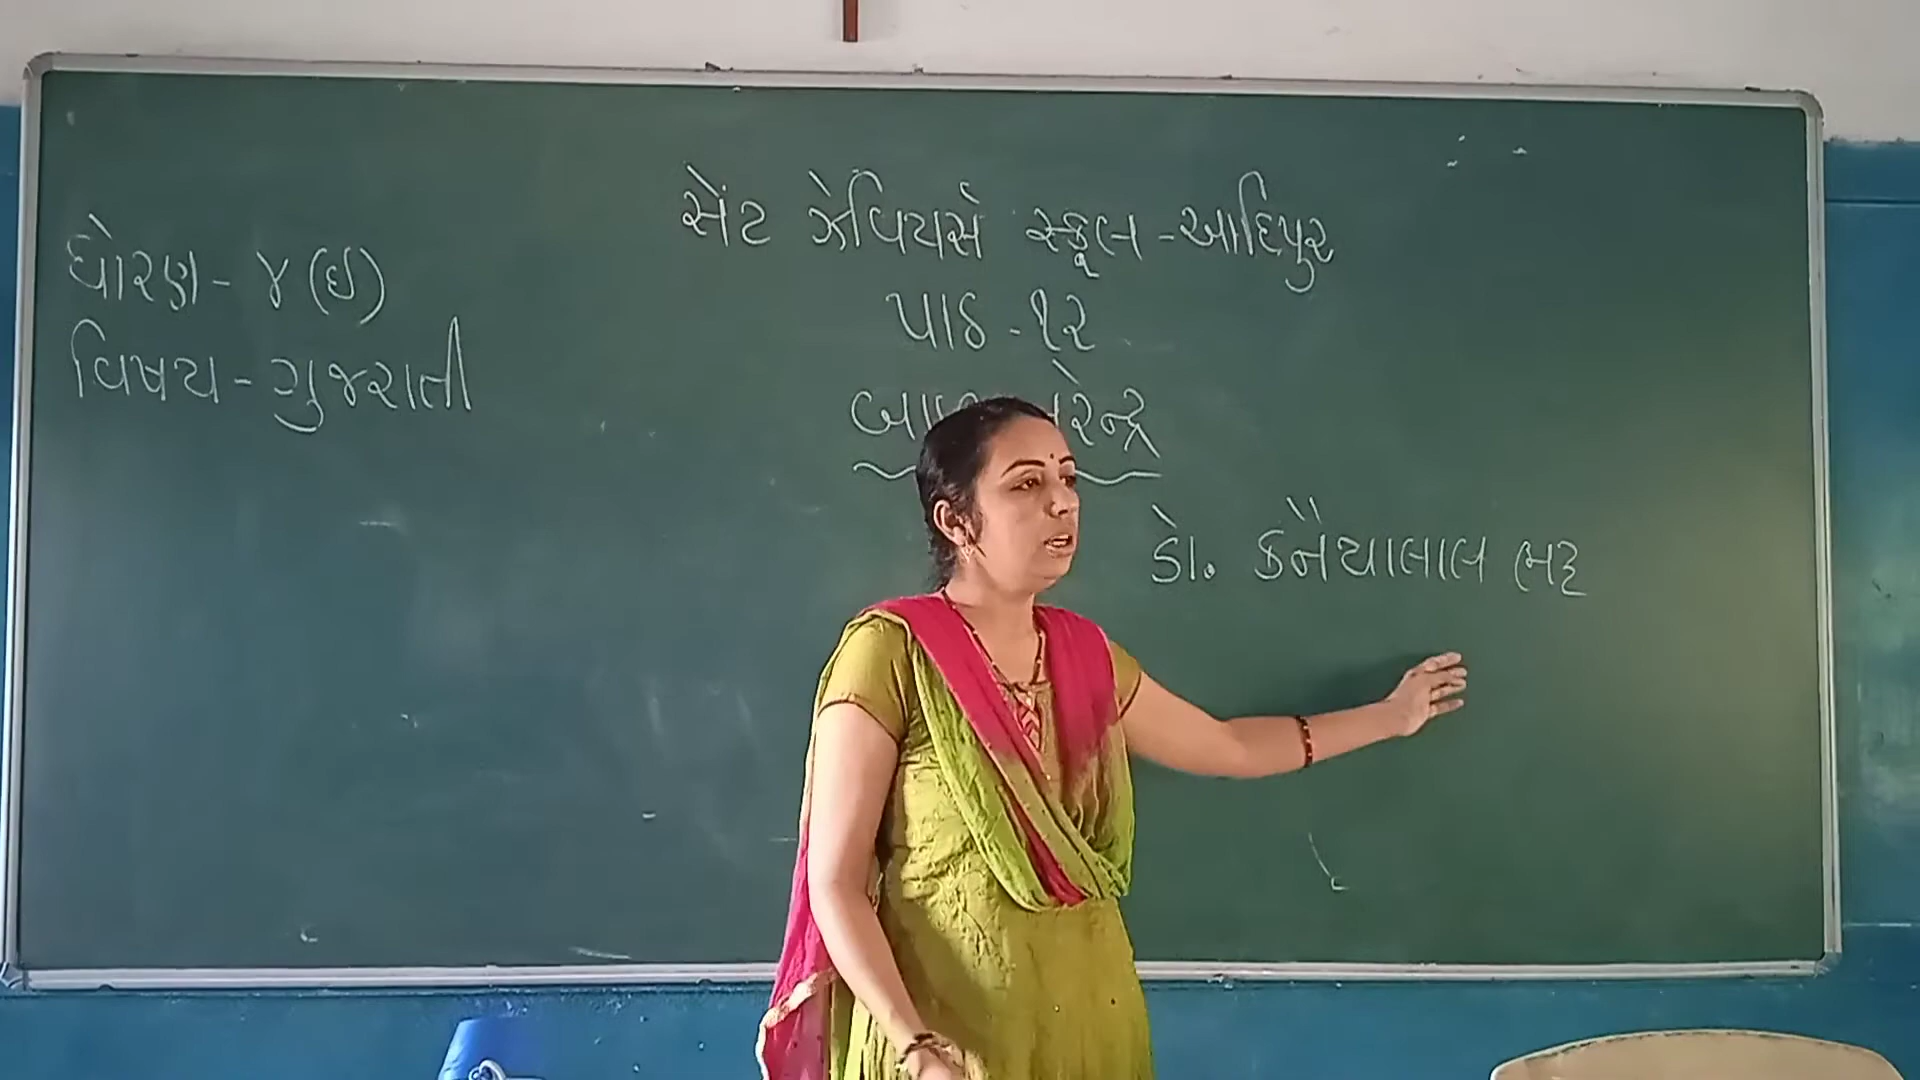 સેંટ ઝેવિયર્સ સ્કૂલ - આદિપુર
ધોરણ - ૪ (ઇ)
વિષય - ગુજરાતી
પાઠ - ૧૨
ડૉ. કનૈયાલાલ ભટ્ટ